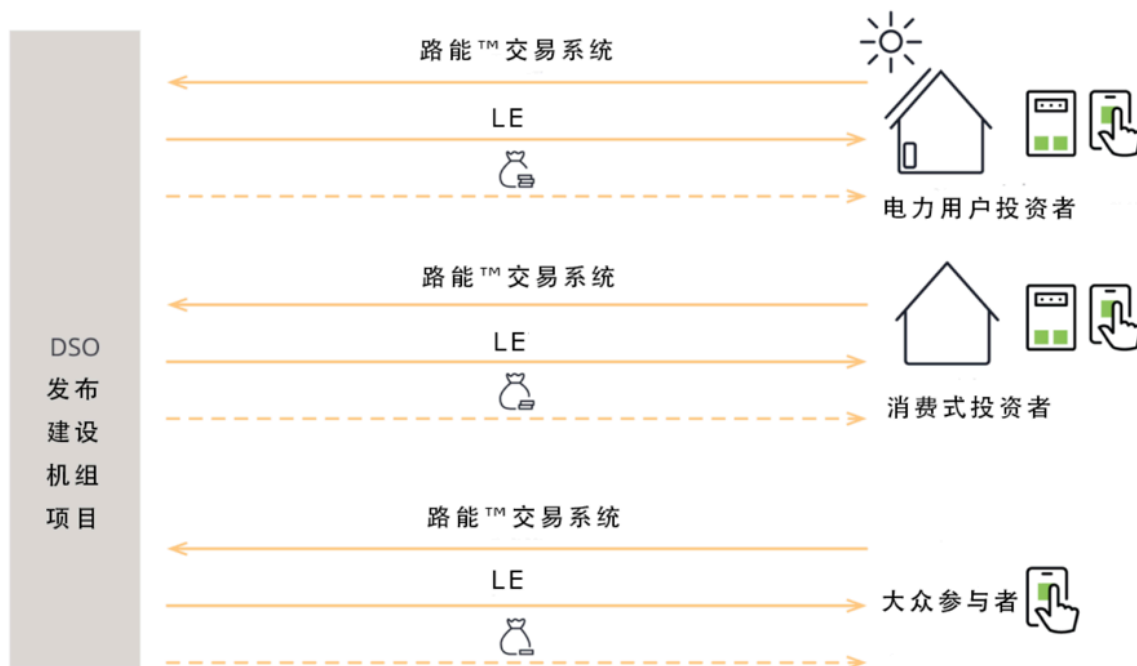 路能™交易系统
LE
电力用户投资者
路能™交易系统
LE
消费式投资者
DSO
发布
建设
机组
项目
路能™交易系统
LE
大众参与者